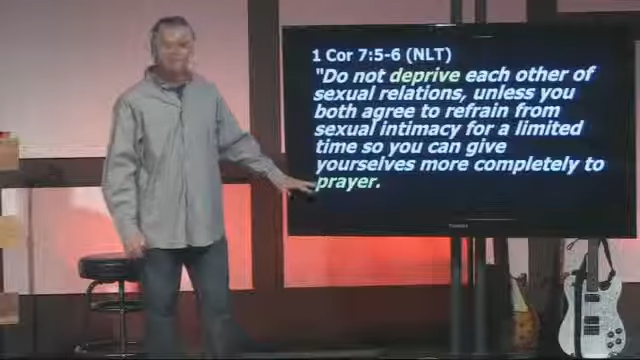 1 Cor 7:5-6 (NLT)
"Do not deprive each other of
sexual relations, unless you
both agree to refrain from
sexual intimacy for a limited
time so you can give
yourselves more completely to
prayer.